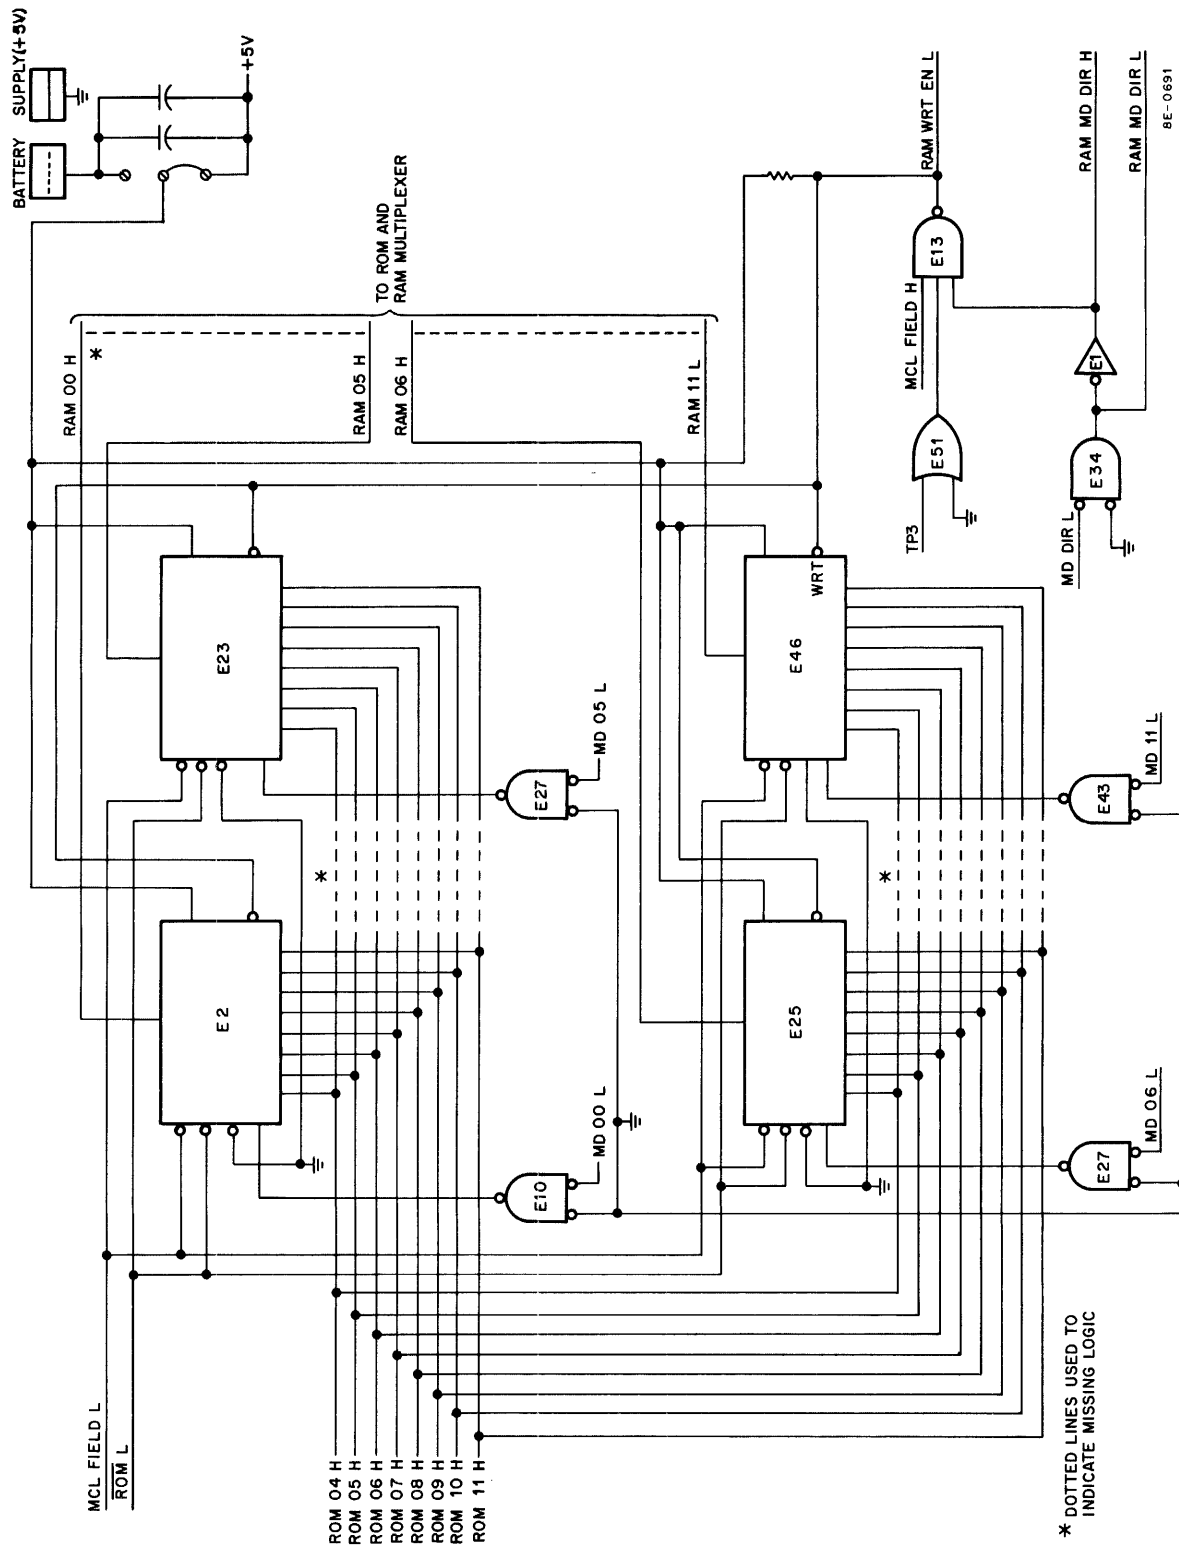 BATTERY
SUPPLY(+5V)
+5V
TO ROM AND
RAM MULTIPLEXER
RAM 00 H
*
RAM 05 H
RAM 06 H
RAM 11 L
RAM WRT EN L
RAM MD DIR H
RAM MD DIR L
8E-0691
E13
MCL FIELD H
E1
E51
TP3
E34
MD DIR L
E23
E46
WRT
E27
MD 05 L
E43
MD 11 L
*
*
E2
E25
E10
MD 00 L
E27
MD 06 L
MCL FIELD L
ROM L
ROM 04 H
ROM 05 H
ROM 06 H
ROM 07 H
ROM 08 H
ROM 09 H
ROM 10 H
ROM 11 H
* DOTTED LINES USED TO
INDICATE MISSING LOGIC